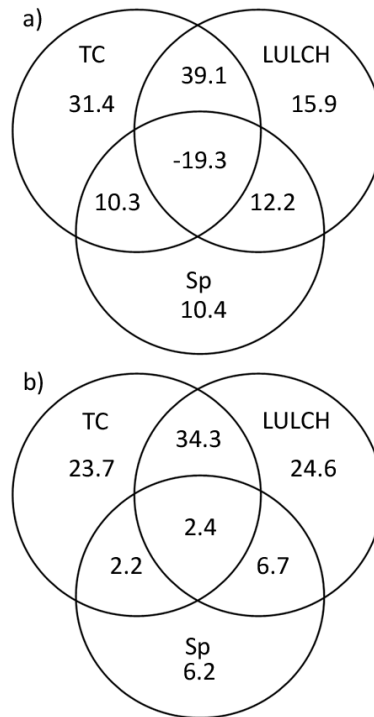 a)
TC
39.1
LULCH
31.4
15.9
-19.3
10.3
12.2
Sp
10.4
b)
TC
34.3
LULCH
23.7
24.6
2.4
2.2
6.7
Sp
6.2